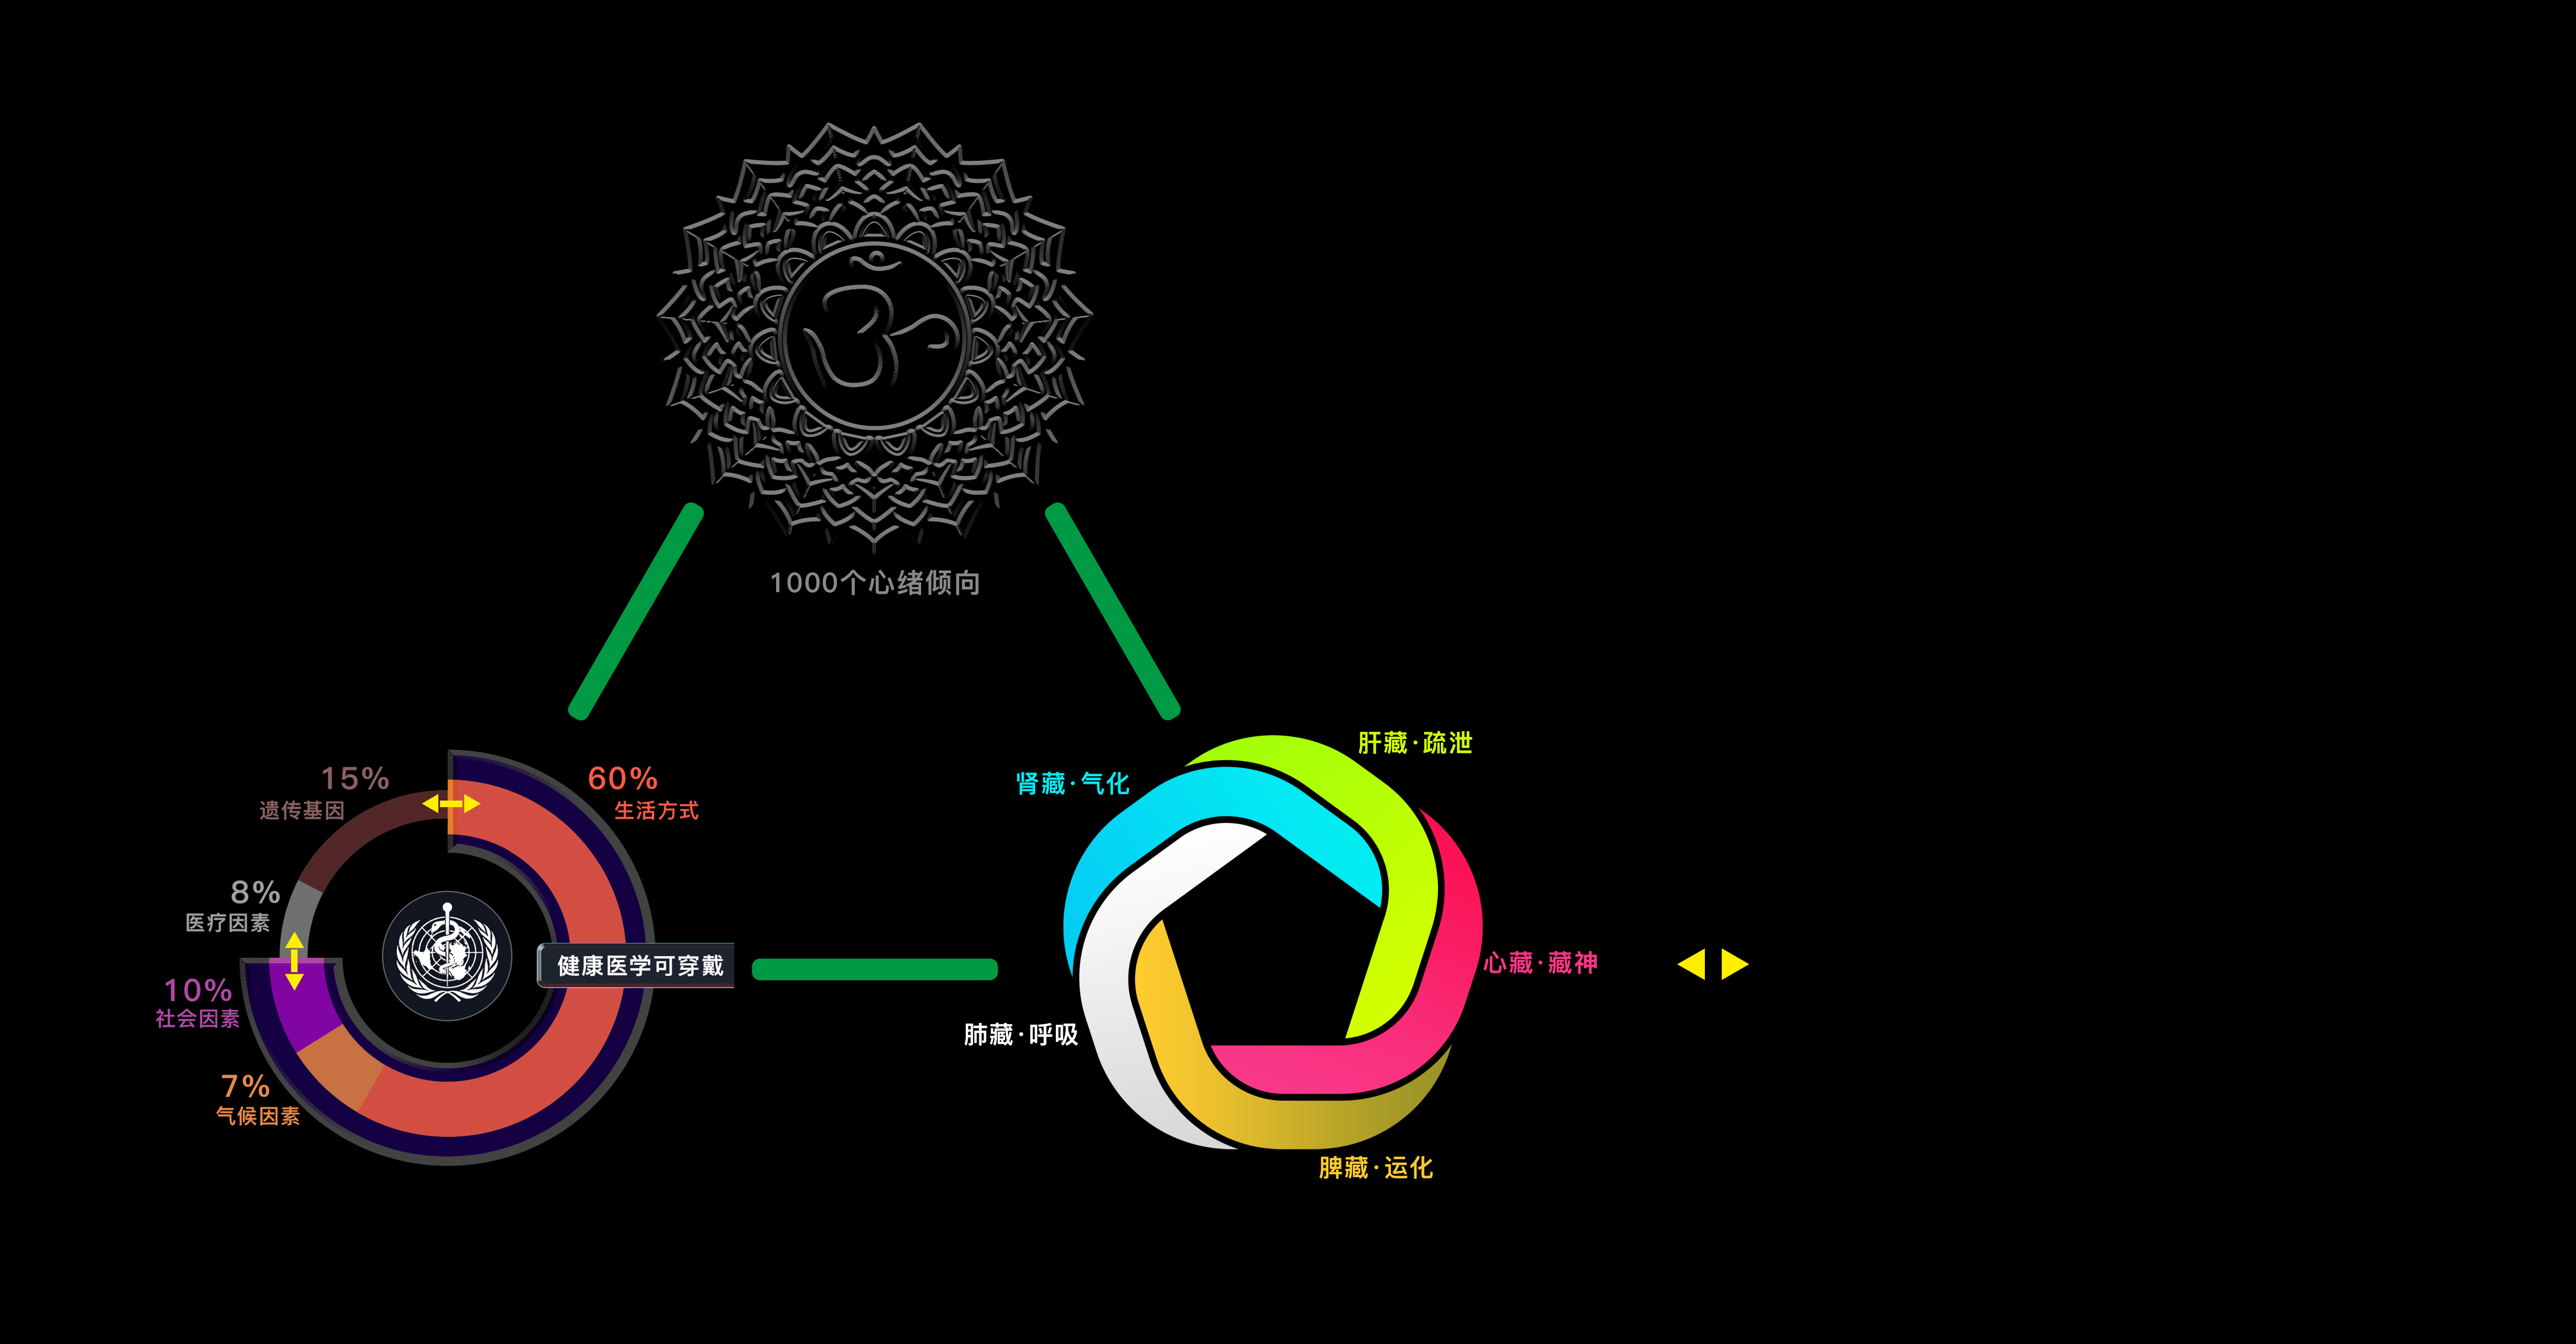 ॐ
1000个心绪倾向
15%
遗传基因
60%
生活方式
8%
医疗因素
10%
社会因素
7%
气候因素
健康医学可穿戴
肝藏·疏泄
肾藏·气化
心藏·藏神
肺藏·呼吸
脾藏·运化